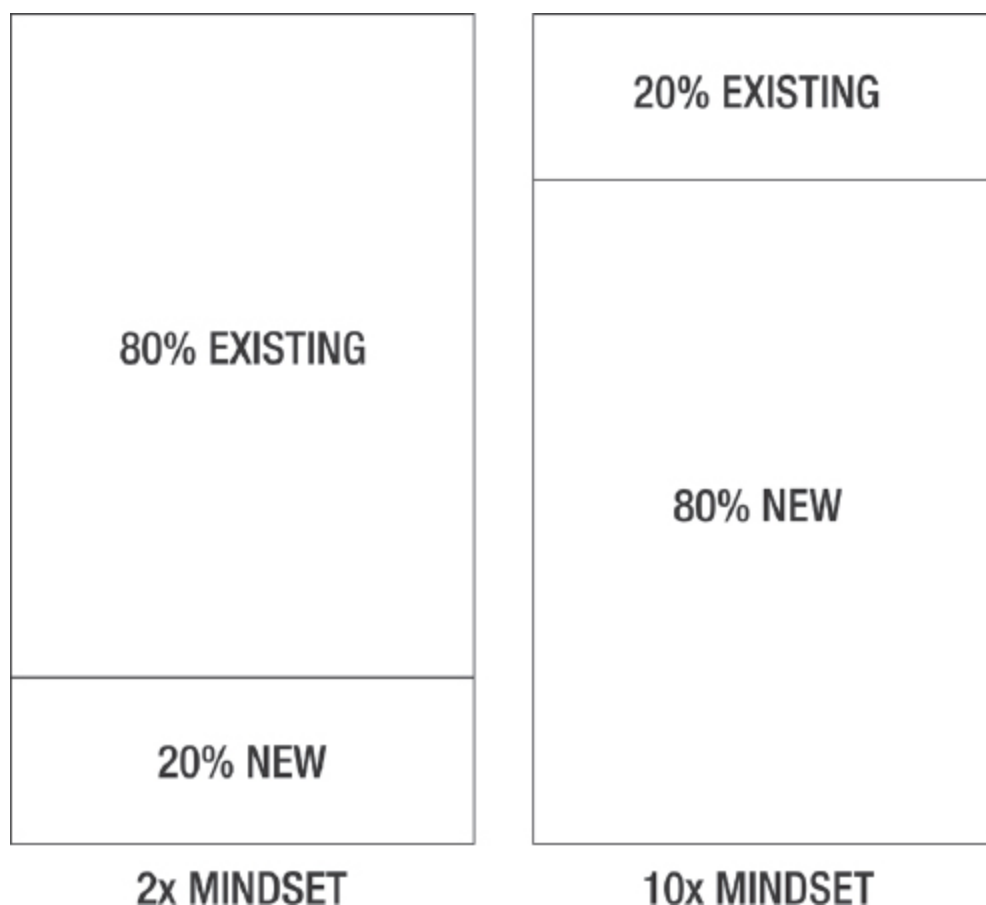 80% EXISTING
20% NEW
2x MINDSET
20% EXISTING
80% NEW
10x MINDSET